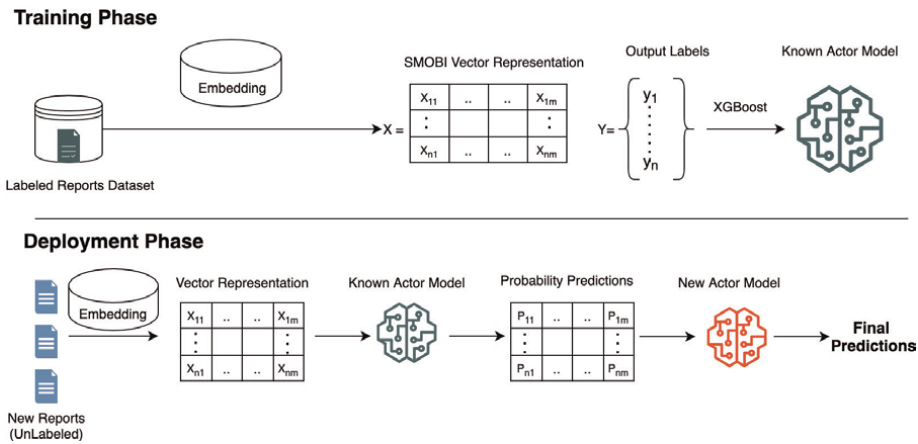 Training Phase
Embedding
Labeled Reports Dataset
SMOBI Vector Representation
X =
X11 .. .. X1m
⋮ ⋮
Xn1 .. .. Xnm
Output Labels
Y=
y1
⋮
yn
XGBoost
Known Actor Model
Deployment Phase
Embedding
New Reports
(UnLabeled)
Vector Representation
X11 .. .. X1m
⋮ ⋮
Xn1 .. .. Xnm
Known Actor Model
Probability Predictions
P11 .. .. P1m
⋮ ⋮
Pn1 .. .. Pnm
New Actor Model
Final
Predictions